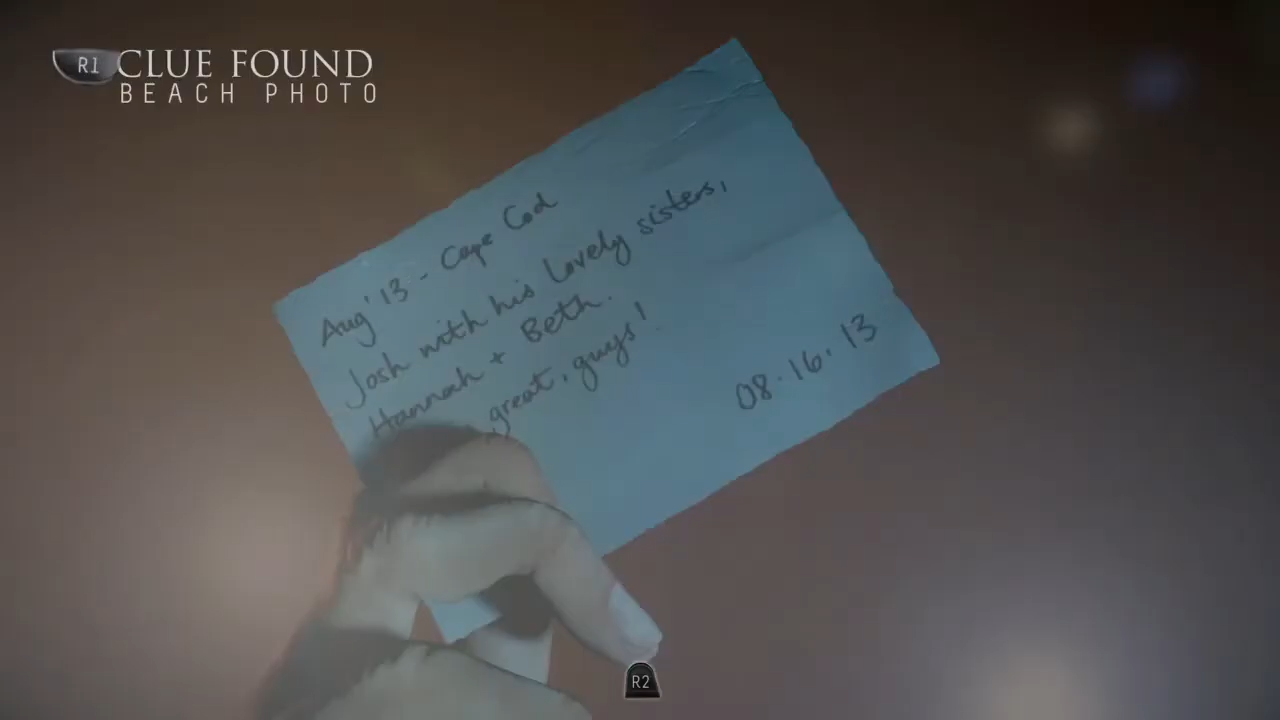 R1 CLUE FOUND
BEACH PHOTO
Aug '13 - Cape Cod
Josh with his lovely sisters,
Hannah + Beth.
great, guys!
08.16.13
R2